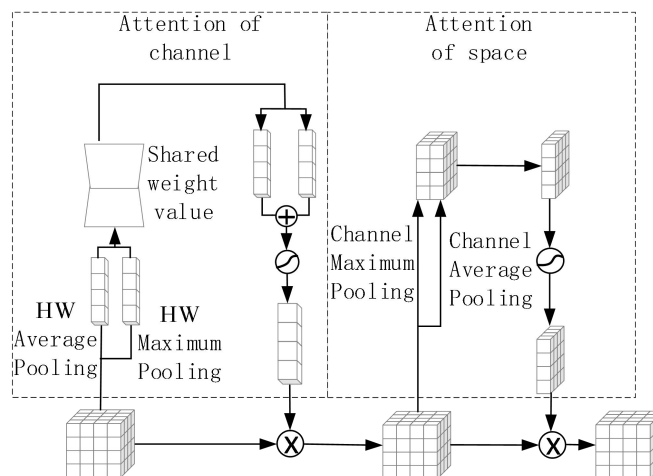 Attention of
channel
Attention
of space
Shared
weight
value
HW
Average
Pooling
HW
Maximum
Pooling
Channel
Maximum
Pooling
Channel
Average
Pooling
+
X
X